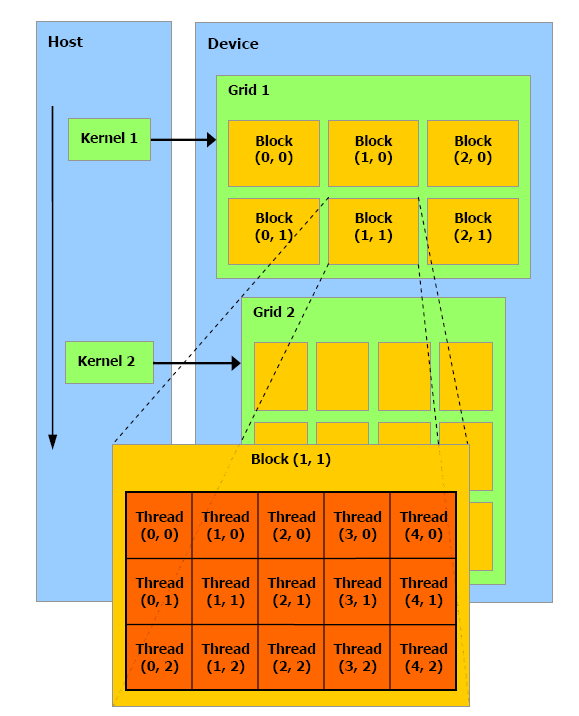 Host
Device
Grid 1
Kernel 1
Block
(0, 0)
Block
(1, 0)
Block
(2, 0)
Block
(0, 1)
Block
(1, 1)
Block
(2, 1)
Grid 2
Kernel 2
Block (1, 1)
Thread
(0, 0)
Thread
(1, 0)
Thread
(2, 0)
Thread
(3, 0)
Thread
(4, 0)
Thread
(0, 1)
Thread
(1, 1)
Thread
(2, 1)
Thread
(3, 1)
Thread
(4, 1)
Thread
(0, 2)
Thread
(1, 2)
Thread
(2, 2)
Thread
(3, 2)
Thread
(4, 2)